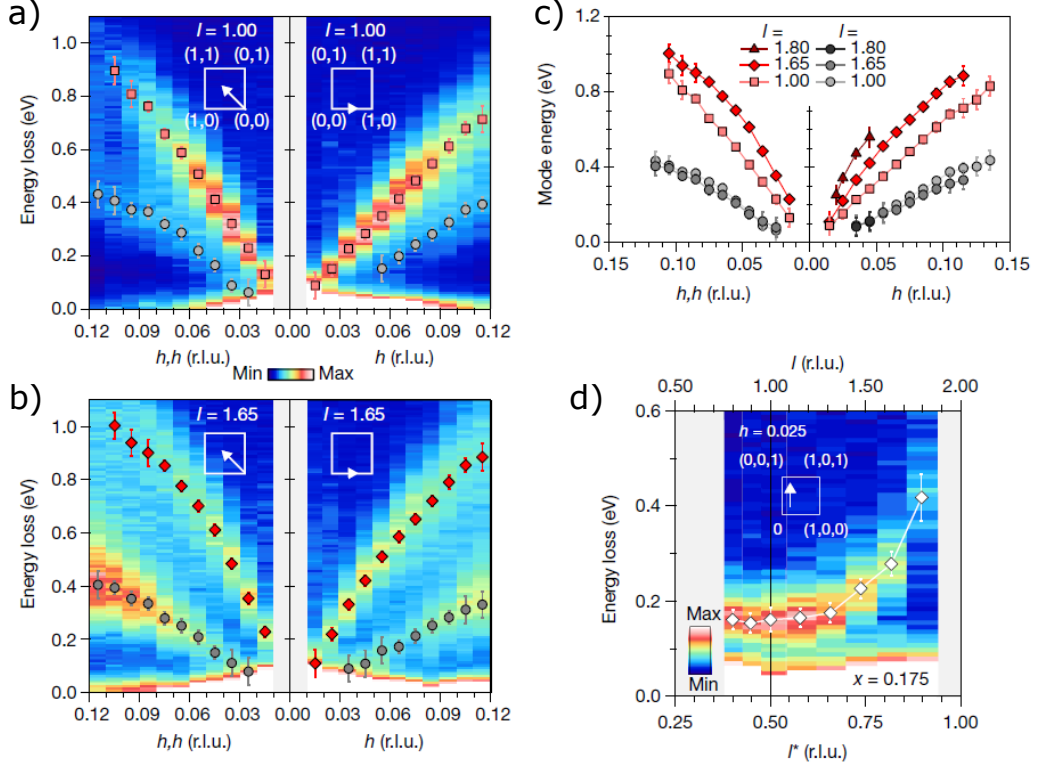 a)
l = 1.00
(1,1) (0,1)
(1,0) (0,0)
l = 1.00
(0,1) (1,1)
(0,0) (1,0)
Energy loss (eV)
1.0
0.8
0.6
0.4
0.2
0.0
0.12 0.09 0.06 0.03 0.00 0.03 0.06 0.09 0.12
h,h (r.l.u.) h (r.l.u.)
Min Max
b)
l = 1.65
l = 1.65
Energy loss (eV)
1.0
0.8
0.6
0.4
0.2
0.0
0.12 0.09 0.06 0.03 0.00 0.03 0.06 0.09 0.12
h,h (r.l.u.) h (r.l.u.)
c)
Mode energy (eV)
1.2
0.8
0.4
0.0
l = l =
1.80 1.80
1.65 1.65
1.00 1.00
0.15 0.10 0.05 0.00 0.05 0.10 0.15
h,h (r.l.u.) h (r.l.u.)
d)
l (r.l.u.)
0.50 1.00 1.50 2.00
Energy loss (eV)
0.6
0.4
0.2
0.0
h = 0.025
(0,0,1) (1,0,1)
0 (1,0,0)
Max
Min
x = 0.175
0.25 0.50 0.75 1.00
l* (r.l.u.)